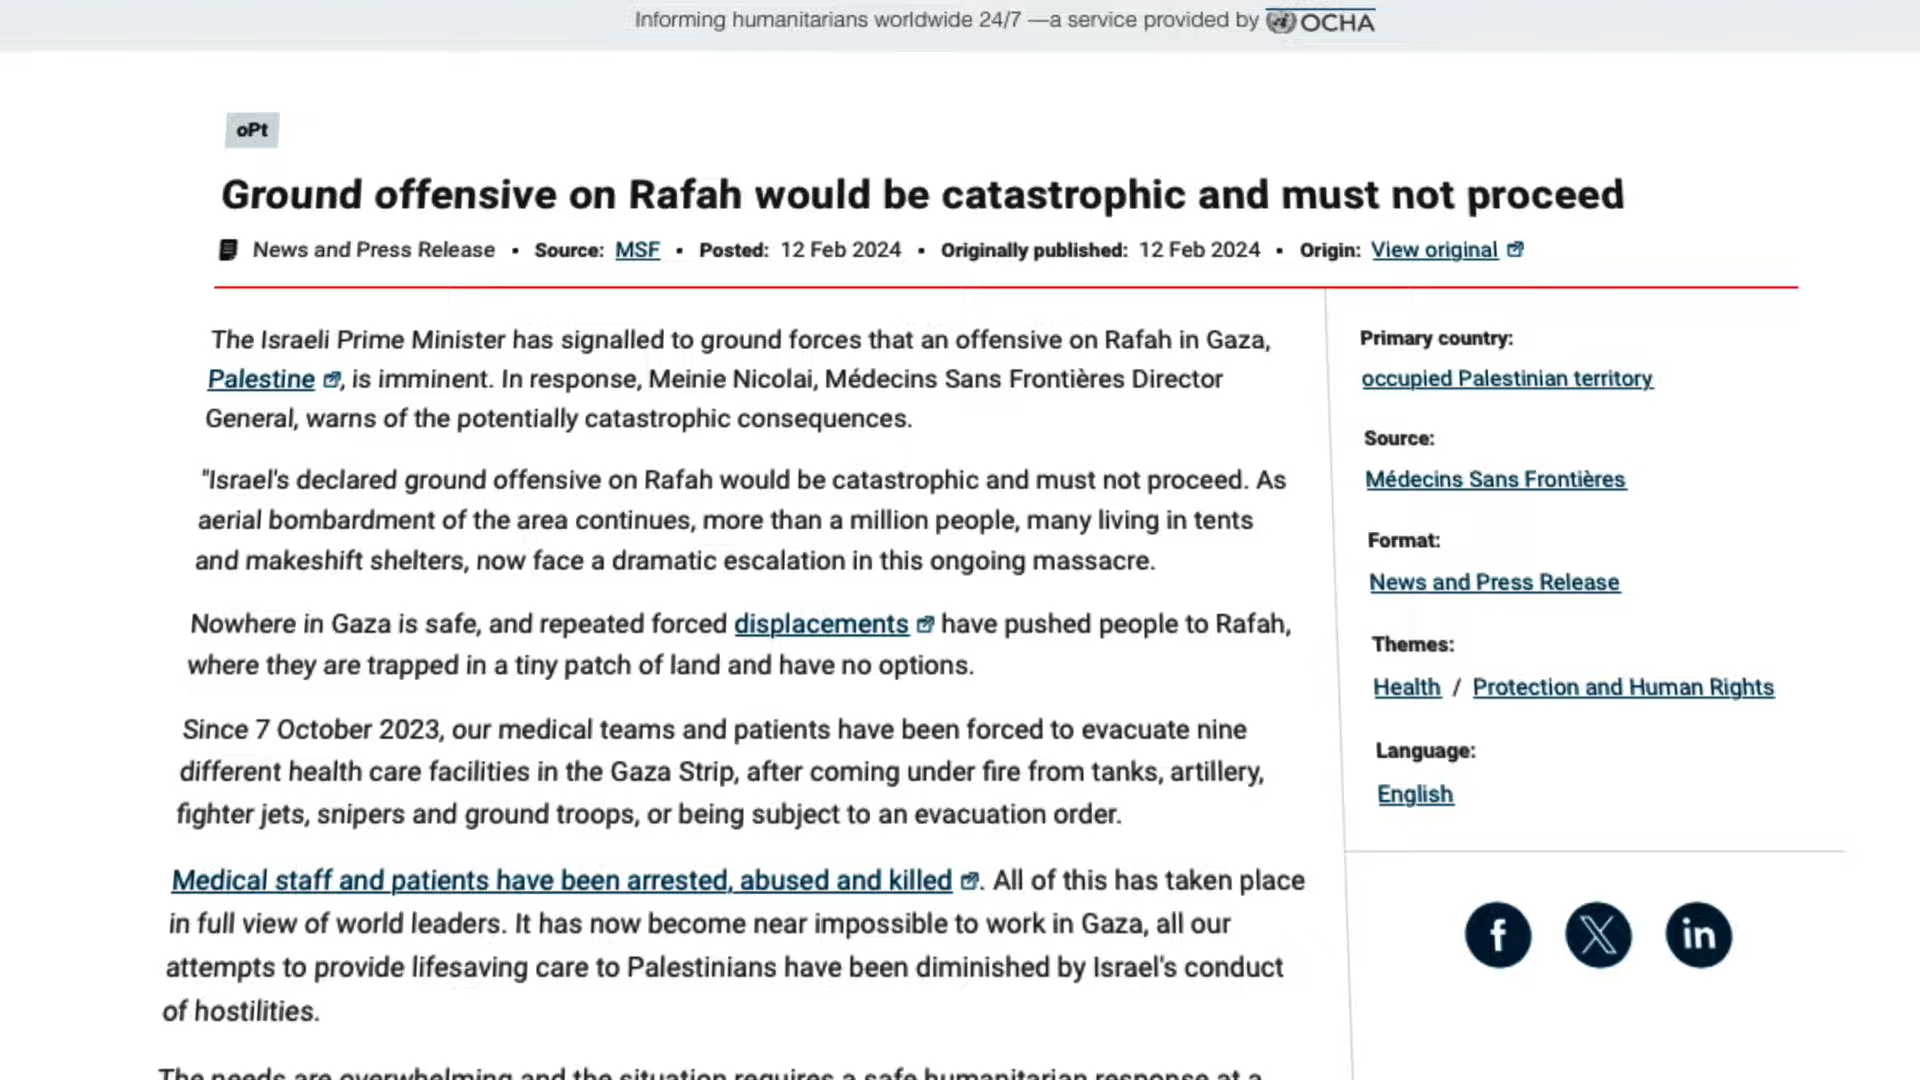 Informing humanitarians worldwide 24/7 —a service provided by OCHA
oPt
Ground offensive on Rafah would be catastrophic and must not proceed
News and Press Release • Source: MSF • Posted: 12 Feb 2024 • Originally published: 12 Feb 2024 • Origin: View original
The Israeli Prime Minister has signalled to ground forces that an offensive on Rafah in Gaza,
Palestine, is imminent. In response, Meinie Nicolai, Médecins Sans Frontières Director
General, warns of the potentially catastrophic consequences.
"Israel's declared ground offensive on Rafah would be catastrophic and must not proceed. As
aerial bombardment of the area continues, more than a million people, many living in tents
and makeshift shelters, now face a dramatic escalation in this ongoing massacre.
Nowhere in Gaza is safe, and repeated forced displacements have pushed people to Rafah,
where they are trapped in a tiny patch of land and have no options.
Since 7 October 2023, our medical teams and patients have been forced to evacuate nine
different health care facilities in the Gaza Strip, after coming under fire from tanks, artillery,
fighter jets, snipers and ground troops, or being subject to an evacuation order.
Medical staff and patients have been arrested, abused and killed. All of this has taken place
in full view of world leaders. It has now become near impossible to work in Gaza, all our
attempts to provide lifesaving care to Palestinians have been diminished by Israel's conduct
of hostilities.
The needs are overwhelming and the situation requires a safe humanitarian response at a
Primary country:
occupied Palestinian territory
Source:
Médecins Sans Frontières
Format:
News and Press Release
Themes:
Health / Protection and Human Rights
Language:
English